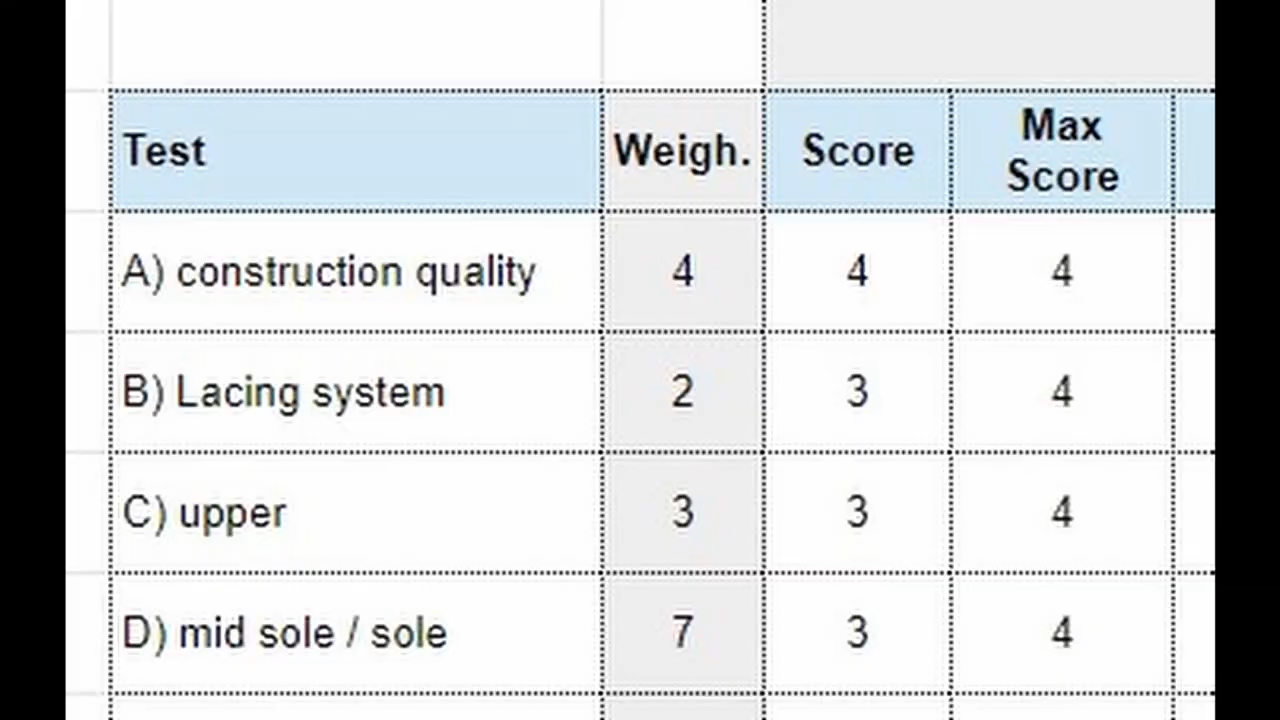 Test Weigh. Score Max Score
A) construction quality 4 4 4
B) Lacing system 2 3 4
C) upper 3 3 4
D) mid sole / sole 7 3 4